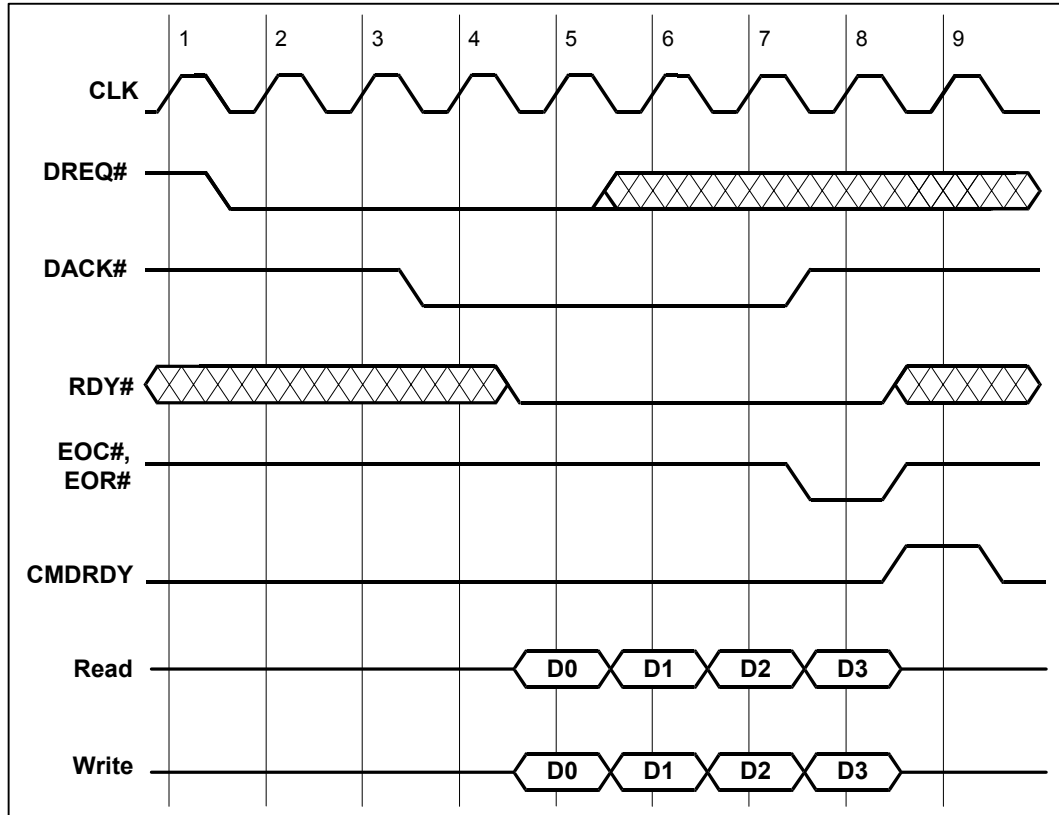 1 2 3 4 5 6 7 8 9
CLK
DREQ#
DACK#
RDY#
EOC#,
EOR#
CMDRDY
Read D0 D1 D2 D3
Write D0 D1 D2 D3